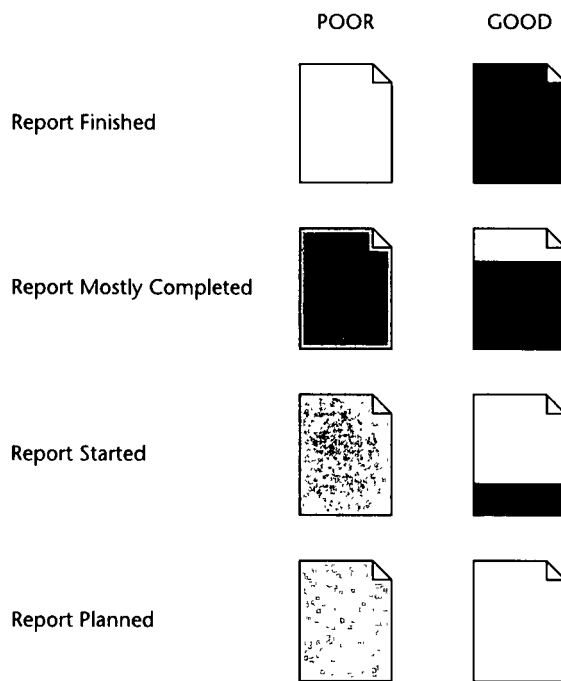 POOR GOOD
Report Finished
Report Mostly Completed
Report Started
Report Planned